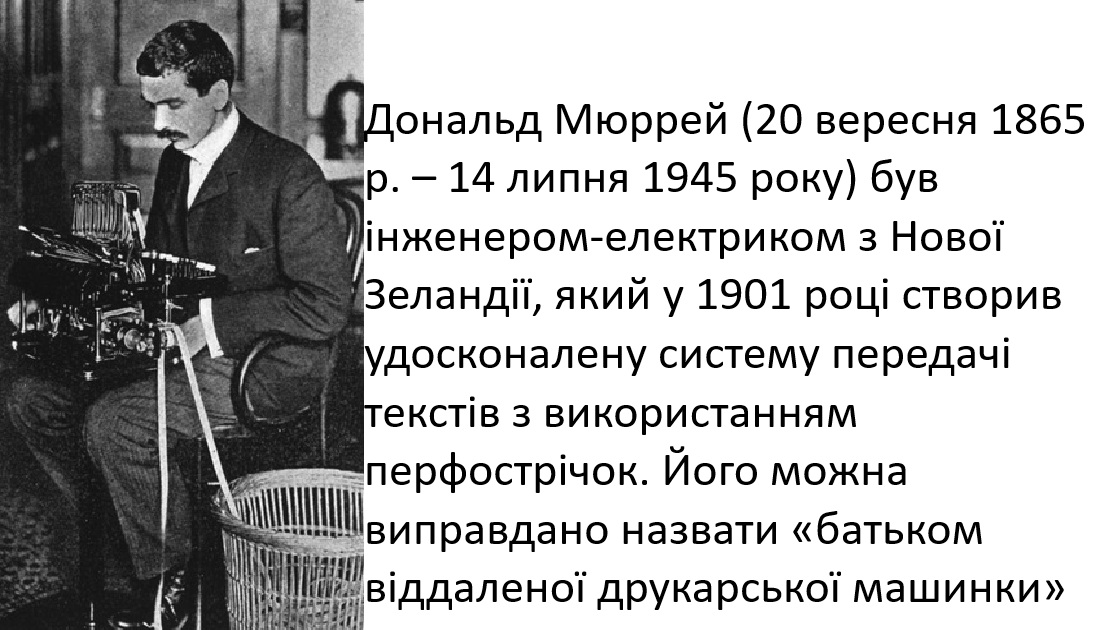 Дональд Мюррей (20 вересня 1865
р. – 14 липня 1945 року) був
інженером-електриком з Нової
Зеландії, який у 1901 році створив
удосконалену систему передачі
текстів з використанням
перфострічок. Його можна
виправдано назвати «батьком
віддаленої друкарської машинки»